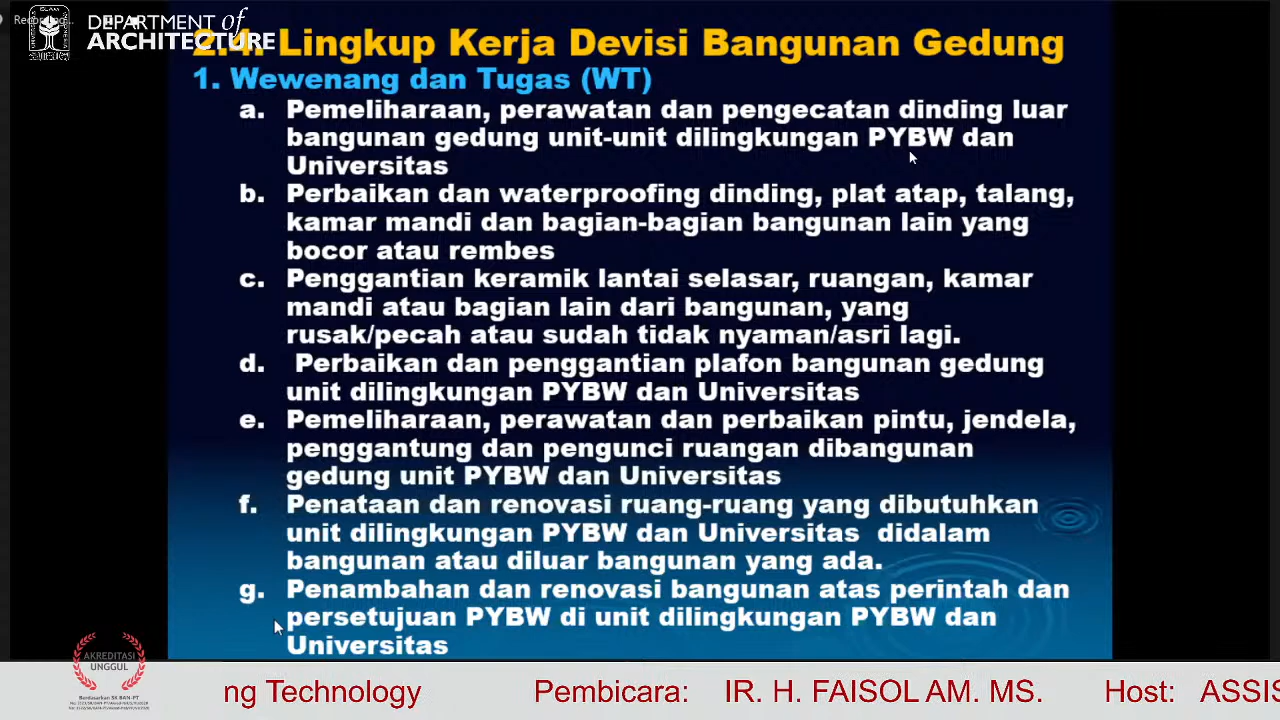 DEPARTMENT of
ARCHITECTURE
Lingkup Kerja Devisi Bangunan Gedung
1. Wewenang dan Tugas (WT)
a. Pemeliharaan, perawatan dan pengecatan dinding luar
bangunan gedung unit-unit dilingkungan PYBW dan
Universitas
b. Perbaikan dan waterproofing dinding, plat atap, talang,
kamar mandi dan bagian-bagian bangunan lain yang
bocor atau rembes
c. Penggantian keramik lantai selasar, ruangan, kamar
mandi atau bagian lain dari bangunan, yang
rusak/pecah atau sudah tidak nyaman/asri lagi.
d. Perbaikan dan penggantian plafon bangunan gedung
unit dilingkungan PYBW dan Universitas
e. Pemeliharaan, perawatan dan perbaikan pintu, jendela,
penggantung dan pengunci ruangan dibangunan
gedung unit PYBW dan Universitas
f. Penataan dan renovasi ruang-ruang yang dibutuhkan
unit dilingkungan PYBW dan Universitas didalam
bangunan atau diluar bangunan yang ada.
g. Penambahan dan renovasi bangunan atas perintah dan
persetujuan PYBW di unit dilingkungan PYBW dan
Universitas
AKREDITASI
UNGGUL
Berdasarkan SK BAN-PT
ng Technology Pembicara: IR. H. FAISOL AM. MS. Host: ASSIS